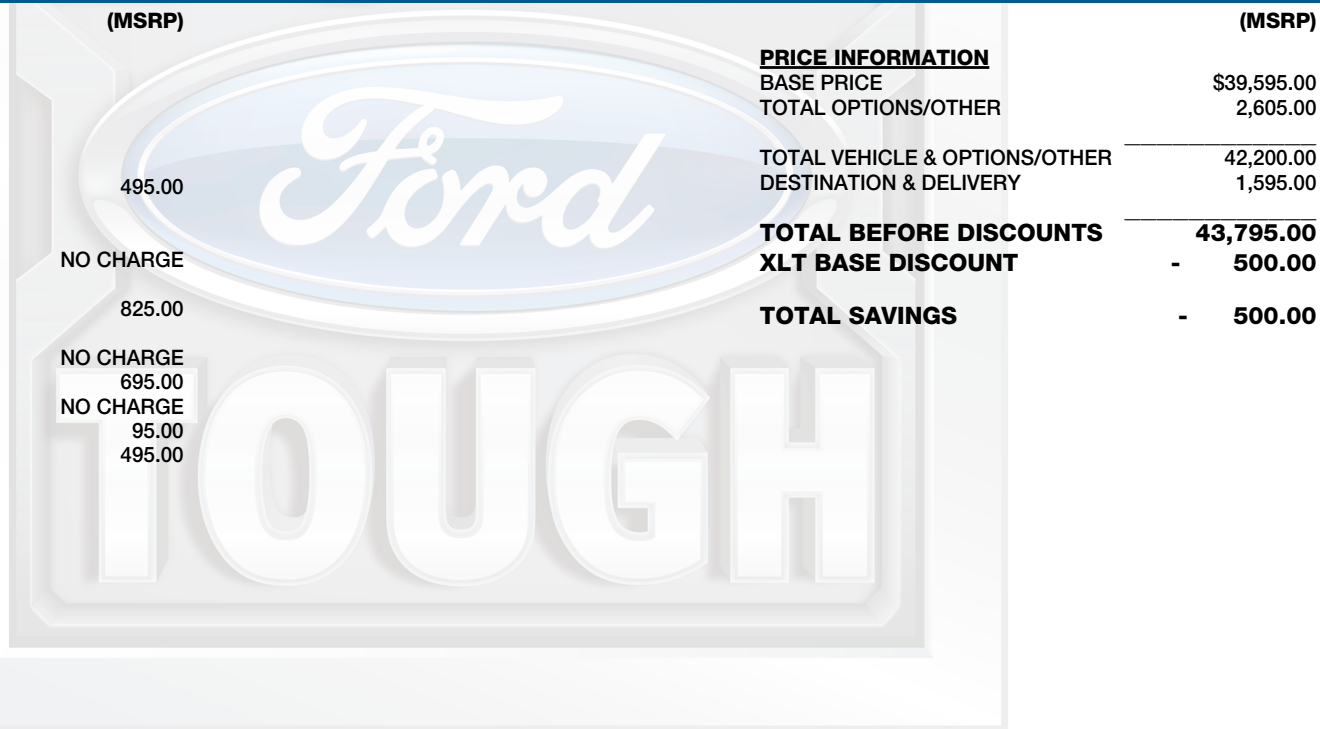 (MSRP)
495.00
NO CHARGE
825.00
NO CHARGE
695.00
NO CHARGE
95.00
495.00
(MSRP)
PRICE INFORMATION
BASE PRICE $39,595.00
TOTAL OPTIONS/OTHER 2,605.00
TOTAL VEHICLE & OPTIONS/OTHER 42,200.00
DESTINATION & DELIVERY 1,595.00
TOTAL BEFORE DISCOUNTS 43,795.00
XLT BASE DISCOUNT - 500.00
TOTAL SAVINGS - 500.00
Ford
TOUGH